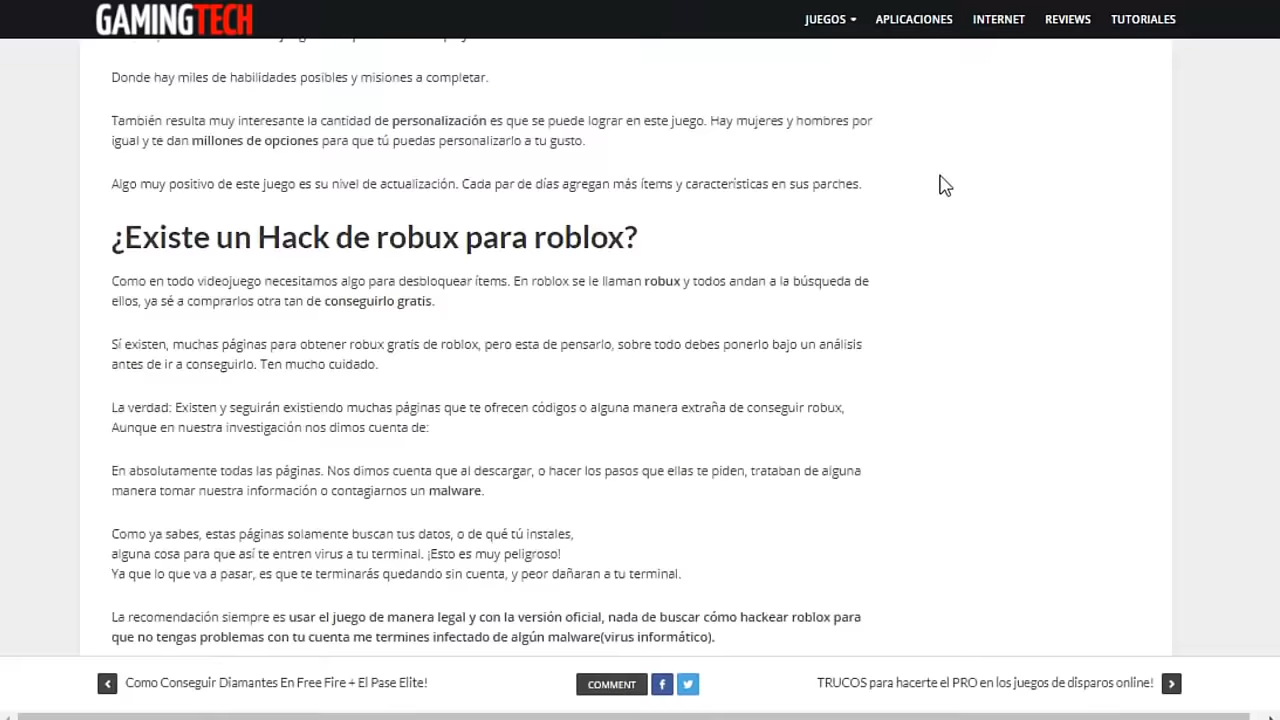 GAMINGTECH
JUEGOS
APLICACIONES
INTERNET
REVIEWS
TUTORIALES
Donde hay miles de habilidades posibles y misiones a completar.
También resulta muy interesante la cantidad de personalización es que se puede lograr en este juego. Hay mujeres y hombres por
igual y te dan millones de opciones para que tú puedas personalizarlo a tu gusto.
Algo muy positivo de este juego es su nivel de actualización. Cada par de días agregan más ítems y características en sus parches.
¿Existe un Hack de robux para roblox?
Como en todo videojuego necesitamos algo para desbloquear ítems. En roblox se le llaman robux y todos andan a la búsqueda de
ellos, ya sé a comprarlos otra tan de conseguirlo gratis.
Sí existen, muchas páginas para obtener robux gratis de roblox, pero esta de pensarlo, sobre todo debes ponerlo bajo un análisis
antes de ir a conseguirlo. Ten mucho cuidado.
La verdad: Existen y seguirán existiendo muchas páginas que te ofrecen códigos o alguna manera extraña de conseguir robux,
Aunque en nuestra investigación nos dimos cuenta de:
En absolutamente todas las páginas. Nos dimos cuenta que al descargar, o hacer los pasos que ellas te piden, trataban de alguna
manera tomar nuestra información o contagiarnos un malware.
Como ya sabes, estas páginas solamente buscan tus datos, o de qué tú instales,
alguna cosa para que así te entren virus a tu terminal. ¡Esto es muy peligroso!
Ya que lo que va a pasar, es que te terminarás quedando sin cuenta, y peor dañaran a tu terminal.
La recomendación siempre es usar el juego de manera legal y con la versión oficial, nada de buscar cómo hackear roblox para
que no tengas problemas con tu cuenta me termines infectado de algún malware(virus informático).
Como Conseguir Diamantes En Free Fire + El Pase Elite!
COMMENT
TRUCOS para hacerte el PRO en los juegos de disparos online!